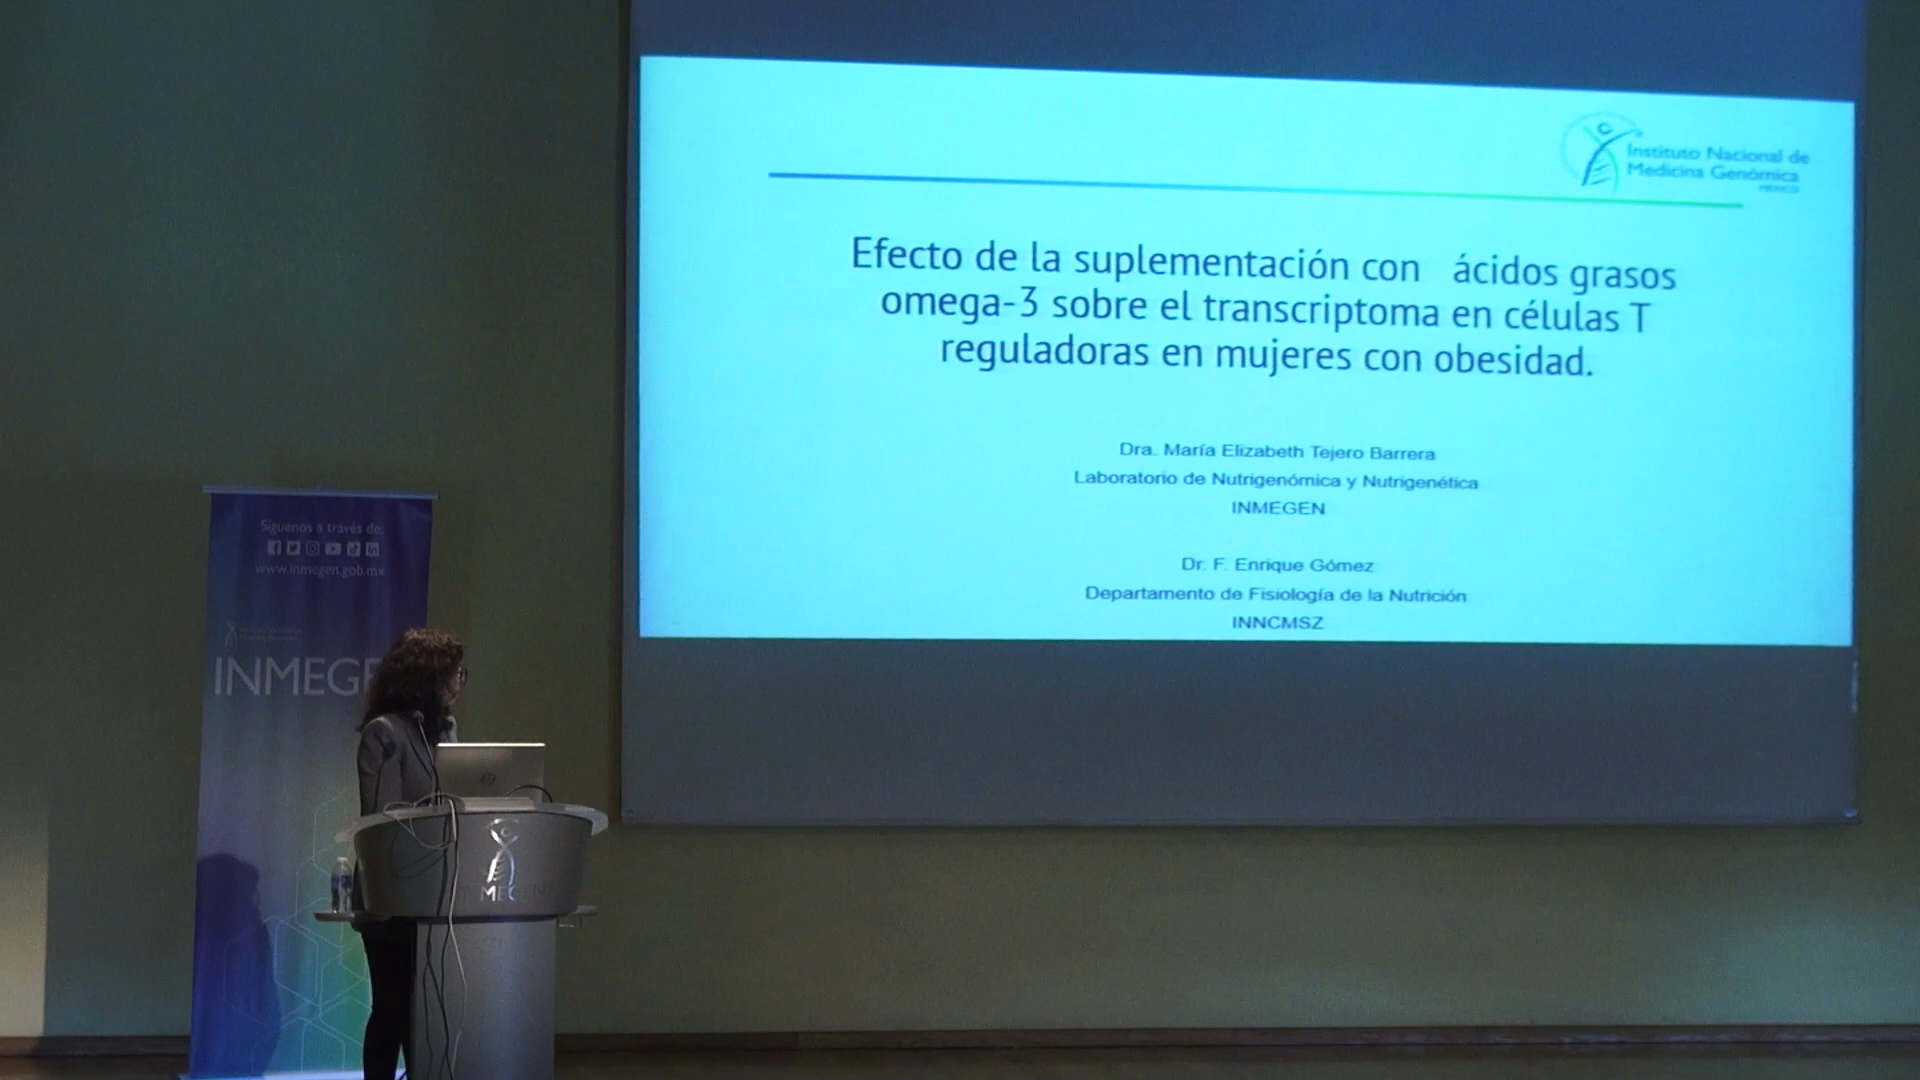 Instituto Nacional de
Medicina Genómica
MÉXICO
Efecto de la suplementación con ácidos grasos
omega-3 sobre el transcriptoma en células T
reguladoras en mujeres con obesidad.
Dra. María Elizabeth Tejero Barrera
Laboratorio de Nutrigenómica y Nutrigenética
INMEGEN
Dr. F. Enrique Gómez
Departamento de Fisiología de la Nutrición
INNCMSZ
Síguenos a través de:
www.inmegen.gob.mx
INMEGE
hp
INMEGEN